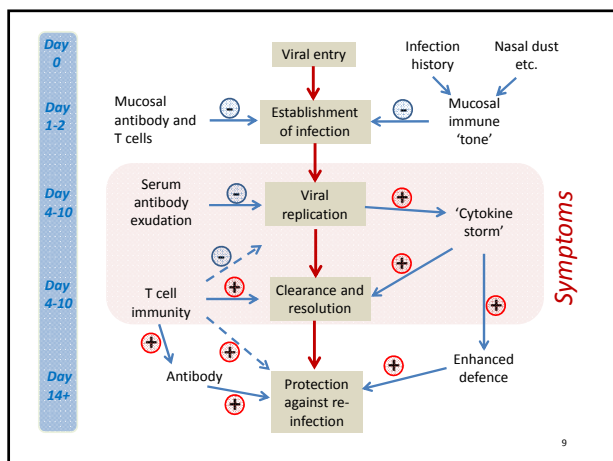 Day
0
Viral entry
Infection
history
Nasal dust
etc.
Day
1-2
Mucosal
antibody and
T cells
-
Establishment
of infection
-
Mucosal
immune
'tone'
Day
4-10
Serum
antibody
exudation
-
Viral
replication
+
'Cytokine
storm'
Symptoms
-
Day
4-10
T cell
immunity
+
Clearance and
resolution
+
+
+
+
Antibody
+
Enhanced
defence
Day
14+
+
Protection
against re-
infection
9